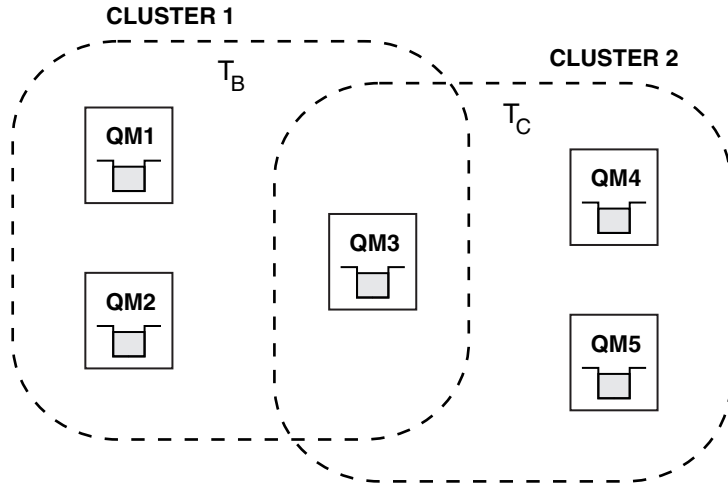 CLUSTER 1
CLUSTER 2
T_B
T_C
QM1
QM4
QM3
QM2
QM5